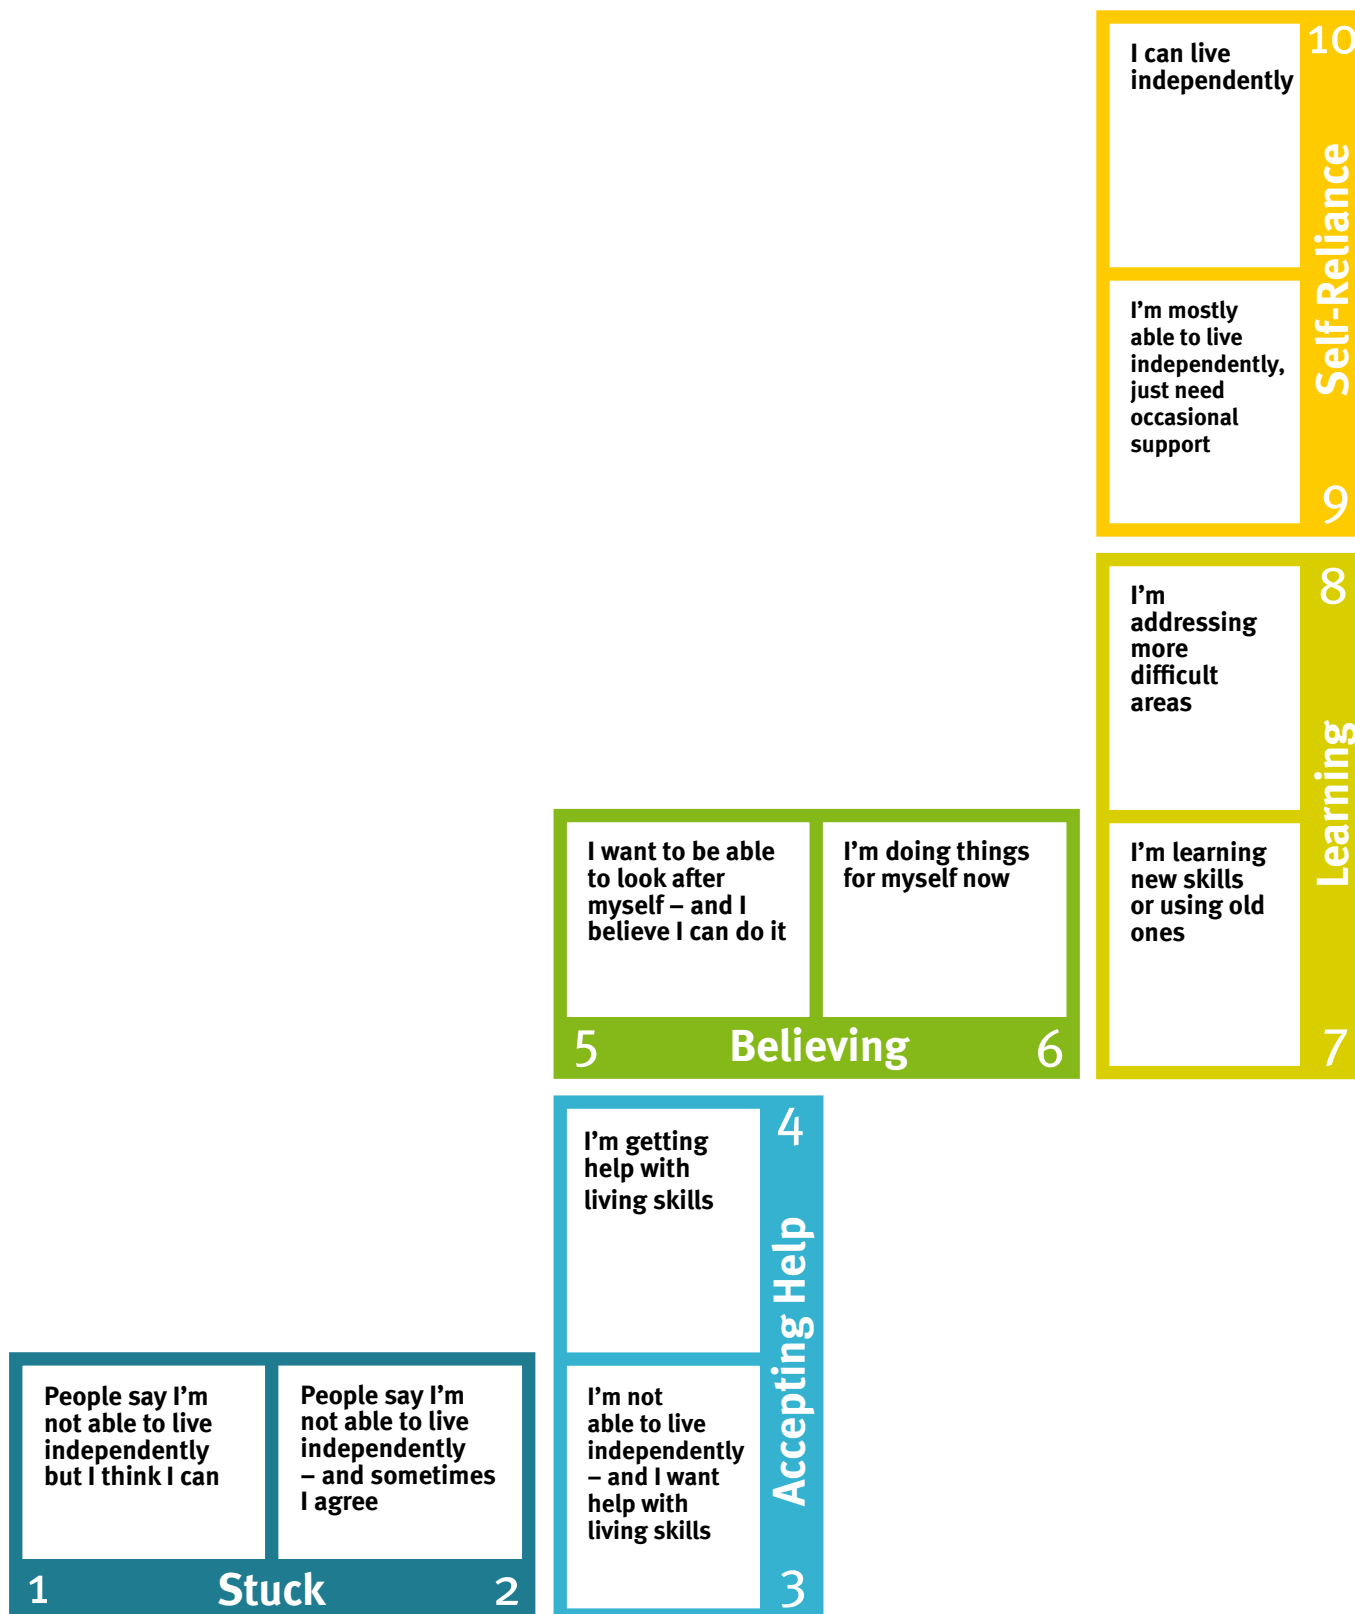 I can live
independently
10
I'm mostly
able to live
independently,
just need
occasional
support
Self-Reliance
9
I'm
addressing
more
difficult
areas
8
Learning
I'm learning
new skills
or using old
ones
7
I want to be able
to look after
myself – and I
believe I can do it
I'm doing things
for myself now
5
Believing
6
I'm getting
help with
living skills
4
Accepting Help
I'm not
able to live
independently
– and I want
help with
living skills
3
People say I'm
not able to live
independently
but I think I can
People say I'm
not able to live
independently
– and sometimes
I agree
1
Stuck
2